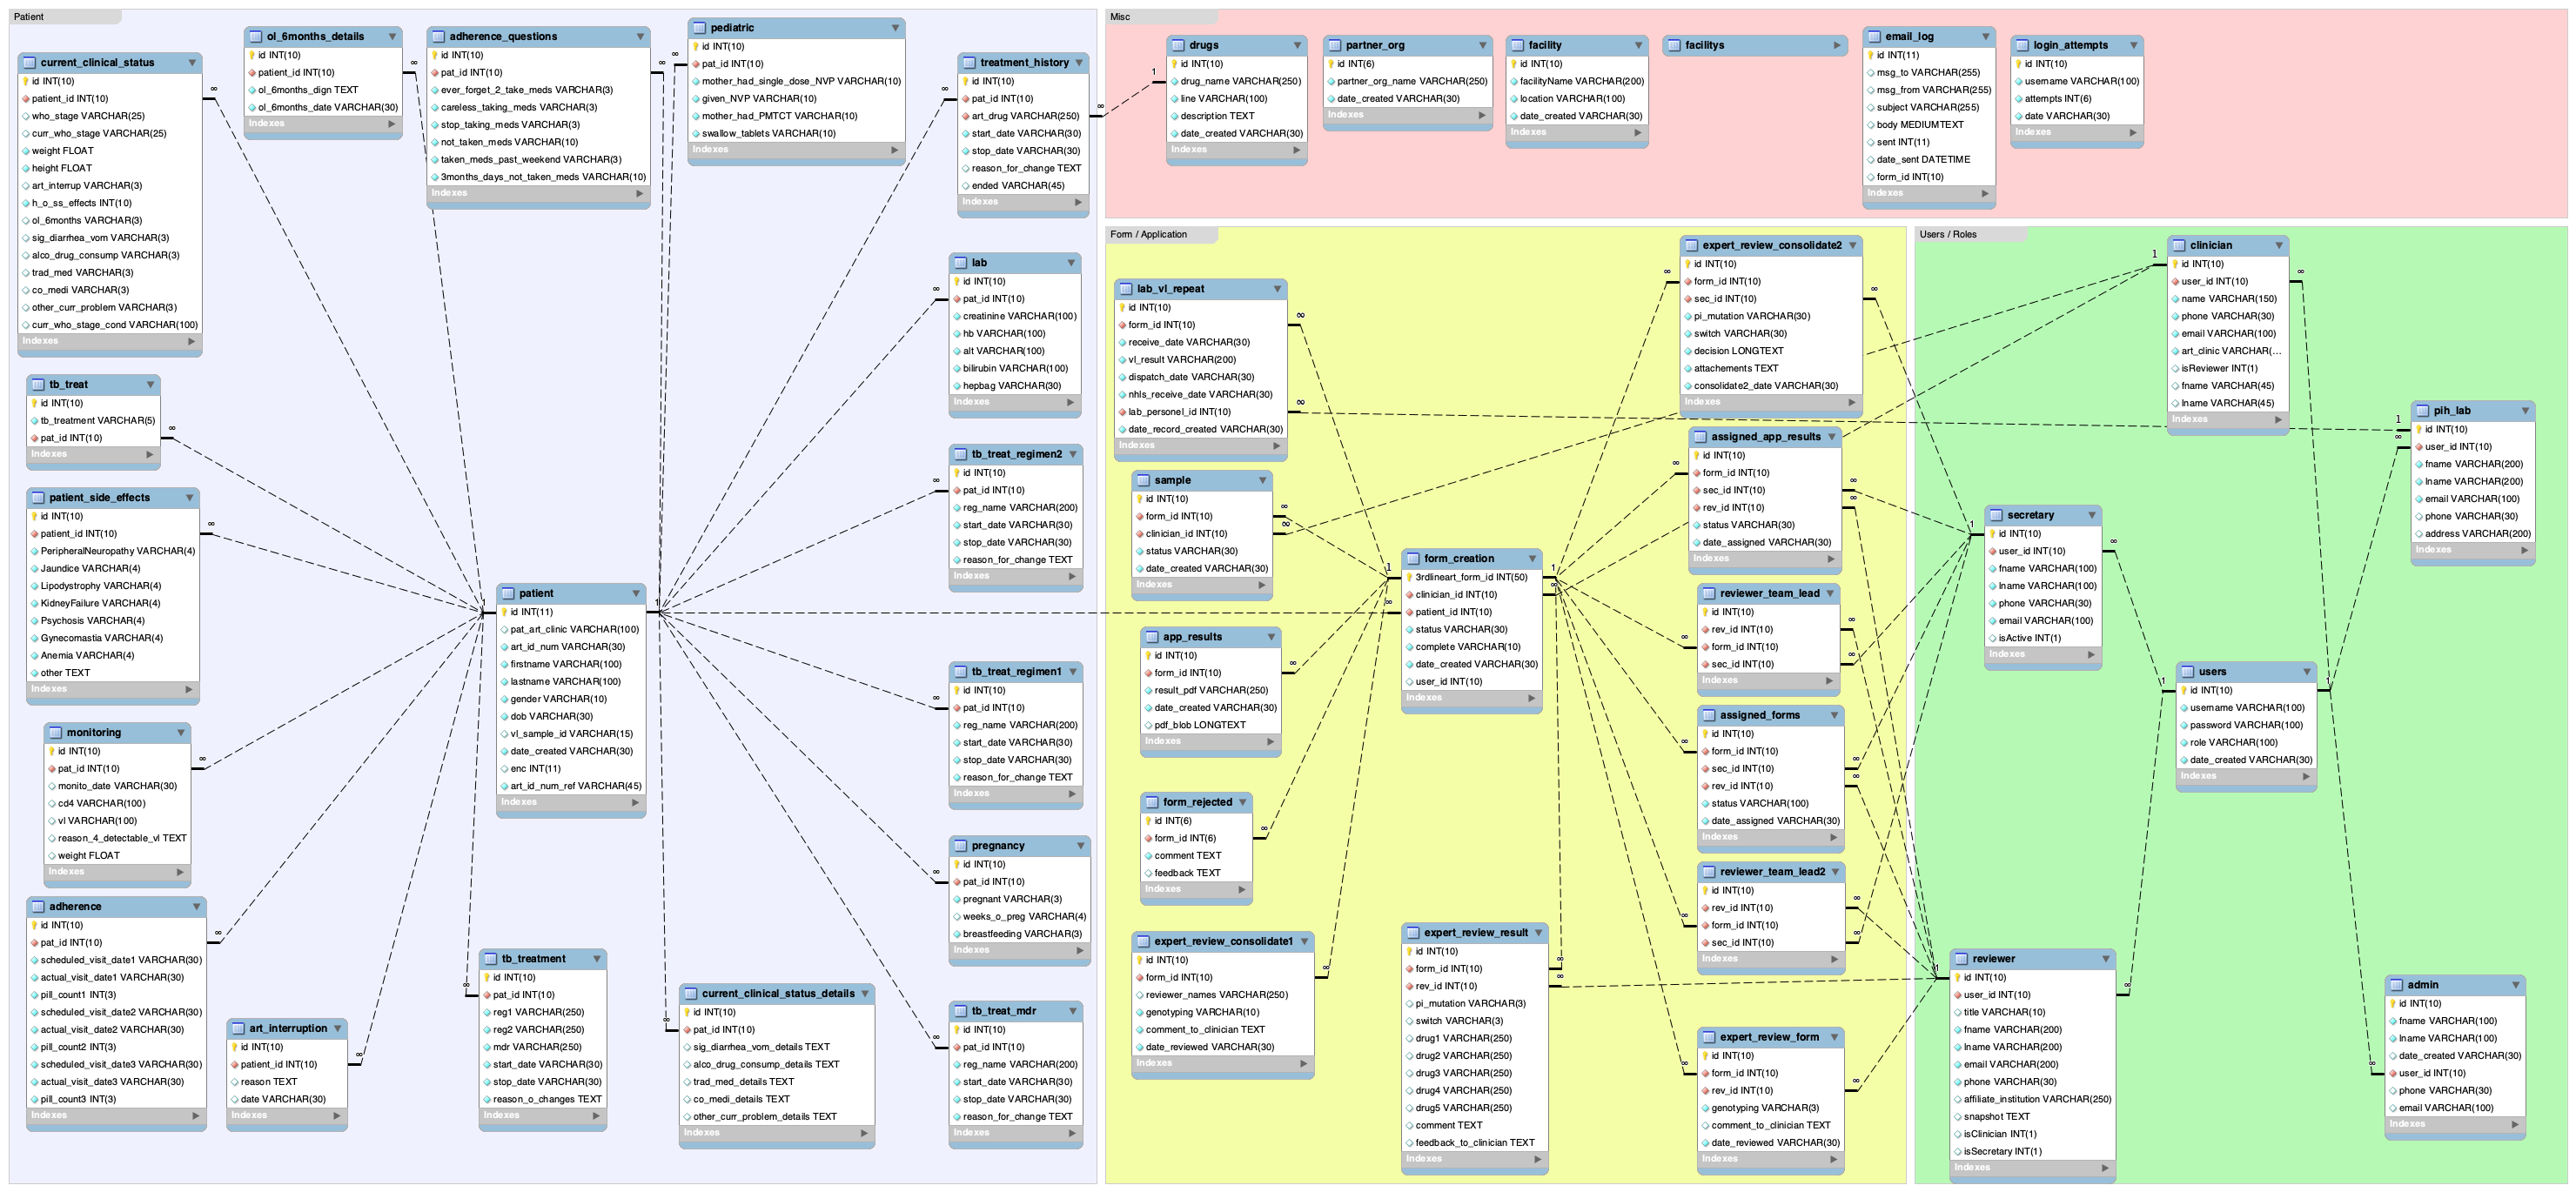 Patient
current_clinical_status
id INT(10)
patient_id INT(10)
who_stage VARCHAR(25)
curr_who_stage VARCHAR(25)
weight FLOAT
height FLOAT
art_interrup VARCHAR(3)
h_o_ss_effects INT(10)
ol_6months VARCHAR(3)
sig_diarrhea_vom VARCHAR(3)
alco_drug_consump VARCHAR(3)
trad_med VARCHAR(3)
co_medi VARCHAR(3)
other_curr_problem VARCHAR(3)
curr_who_stage_cond VARCHAR(100)
Indexes
ol_6months_details
id INT(10)
patient_id INT(10)
ol_6months_dign TEXT
ol_6months_date VARCHAR(30)
Indexes
adherence_questions
id INT(10)
pat_id INT(10)
ever_forget_2_take_meds VARCHAR(3)
careless_taking_meds VARCHAR(3)
stop_taking_meds VARCHAR(3)
not_taken_meds VARCHAR(10)
taken_meds_past_weekend VARCHAR(3)
3months_days_not_taken_meds VARCHAR(10)
Indexes
pediatric
id INT(10)
pat_id INT(10)
mother_had_single_dose_NVP VARCHAR(10)
given_NVP VARCHAR(10)
mother_had_PMTCT VARCHAR(10)
swallow_tablets VARCHAR(10)
Indexes
treatment_history
id INT(10)
pat_id INT(10)
art_drug VARCHAR(250)
start_date VARCHAR(30)
stop_date VARCHAR(30)
reason_for_change TEXT
ended VARCHAR(45)
Indexes
lab
id INT(10)
pat_id INT(10)
creatinine VARCHAR(100)
hb VARCHAR(100)
alt VARCHAR(100)
bilirubin VARCHAR(100)
hepbag VARCHAR(30)
Indexes
tb_treat
id INT(10)
tb_treatment VARCHAR(5)
pat_id INT(10)
Indexes
tb_treat_regimen2
id INT(10)
pat_id INT(10)
reg_name VARCHAR(200)
start_date VARCHAR(30)
stop_date VARCHAR(30)
reason_for_change TEXT
Indexes
patient_side_effects
id INT(10)
patient_id INT(10)
PeripheralNeuropathy VARCHAR(4)
Jaundice VARCHAR(4)
Lipodystrophy VARCHAR(4)
KidneyFailure VARCHAR(4)
Psychosis VARCHAR(4)
Gynecomastia VARCHAR(4)
Anemia VARCHAR(4)
other TEXT
Indexes
patient
id INT(11)
pat_art_clinic VARCHAR(100)
art_id_num VARCHAR(30)
firstname VARCHAR(100)
lastname VARCHAR(100)
gender VARCHAR(10)
dob VARCHAR(30)
vl_sample_id VARCHAR(15)
date_created VARCHAR(30)
enc INT(11)
art_id_num_ref VARCHAR(45)
Indexes
tb_treat_regimen1
id INT(10)
pat_id INT(10)
reg_name VARCHAR(200)
start_date VARCHAR(30)
stop_date VARCHAR(30)
reason_for_change TEXT
Indexes
monitoring
id INT(10)
pat_id INT(10)
monito_date VARCHAR(30)
cd4 VARCHAR(100)
vl VARCHAR(100)
reason_4_detectable_vl TEXT
weight FLOAT
Indexes
pregnancy
id INT(10)
pat_id INT(10)
pregnant VARCHAR(3)
weeks_o_preg VARCHAR(4)
breastfeeding VARCHAR(3)
Indexes
adherence
id INT(10)
pat_id INT(10)
scheduled_visit_date1 VARCHAR(30)
actual_visit_date1 VARCHAR(30)
pill_count1 INT(3)
scheduled_visit_date2 VARCHAR(30)
actual_visit_date2 VARCHAR(30)
pill_count2 INT(3)
scheduled_visit_date3 VARCHAR(30)
actual_visit_date3 VARCHAR(30)
pill_count3 INT(3)
Indexes
art_interruption
id INT(10)
patient_id INT(10)
reason TEXT
date VARCHAR(30)
Indexes
tb_treatment
id INT(10)
pat_id INT(10)
reg1 VARCHAR(250)
reg2 VARCHAR(250)
mdr VARCHAR(250)
start_date VARCHAR(30)
stop_date VARCHAR(30)
reason_o_changes TEXT
Indexes
current_clinical_status_details
id INT(10)
pat_id INT(10)
sig_diarrhea_vom_details TEXT
alco_drug_consump_details TEXT
trad_med_details TEXT
co_medi_details TEXT
other_curr_problem_details TEXT
Indexes
tb_treat_mdr
id INT(10)
pat_id INT(10)
reg_name VARCHAR(200)
start_date VARCHAR(30)
stop_date VARCHAR(30)
reason_for_change TEXT
Indexes
Misc
drugs
id INT(10)
drug_name VARCHAR(250)
line VARCHAR(100)
description TEXT
date_created VARCHAR(30)
Indexes
partner_org
id INT(6)
partner_org_name VARCHAR(250)
date_created VARCHAR(30)
Indexes
facility
id INT(10)
facilityName VARCHAR(200)
location VARCHAR(100)
date_created VARCHAR(30)
Indexes
facilitys
email_log
id INT(11)
msg_to VARCHAR(255)
msg_from VARCHAR(255)
subject VARCHAR(255)
body MEDIUMTEXT
sent INT(11)
date_sent DATETIME
form_id INT(10)
Indexes
login_attempts
id INT(10)
username VARCHAR(100)
attempts INT(6)
date VARCHAR(30)
Indexes
Form / Application
lab_vl_repeat
id INT(10)
form_id INT(10)
receive_date VARCHAR(30)
vl_result VARCHAR(200)
dispatch_date VARCHAR(30)
nhls_receive_date VARCHAR(30)
lab_personel_id INT(10)
date_record_created VARCHAR(30)
Indexes
expert_review_consolidate2
id INT(10)
form_id INT(10)
sec_id INT(10)
pi_mutation VARCHAR(30)
switch VARCHAR(30)
decision LONGTEXT
attachements TEXT
consolidate2_date VARCHAR(30)
Indexes
sample
id INT(10)
form_id INT(10)
clinician_id INT(10)
status VARCHAR(30)
date_created VARCHAR(30)
Indexes
assigned_app_results
id INT(10)
form_id INT(10)
sec_id INT(10)
rev_id INT(10)
status VARCHAR(30)
date_assigned VARCHAR(30)
Indexes
form_creation
3rdlineart_form_id INT(50)
clinician_id INT(10)
patient_id INT(10)
status VARCHAR(30)
complete VARCHAR(10)
date_created VARCHAR(30)
user_id INT(10)
Indexes
reviewer_team_lead
id INT(10)
rev_id INT(10)
form_id INT(10)
sec_id INT(10)
Indexes
app_results
id INT(10)
form_id INT(10)
result_pdf VARCHAR(250)
date_created VARCHAR(30)
pdf_blob LONGTEXT
Indexes
assigned_forms
id INT(10)
form_id INT(10)
sec_id INT(10)
rev_id INT(10)
status VARCHAR(100)
date_assigned VARCHAR(30)
Indexes
form_rejected
id INT(6)
form_id INT(6)
comment TEXT
feedback TEXT
Indexes
reviewer_team_lead2
id INT(10)
rev_id INT(10)
form_id INT(10)
sec_id INT(10)
Indexes
expert_review_consolidate1
id INT(10)
form_id INT(10)
reviewer_names VARCHAR(250)
genotyping VARCHAR(10)
comment_to_clinician TEXT
date_reviewed VARCHAR(30)
Indexes
expert_review_result
id INT(10)
form_id INT(10)
rev_id INT(10)
pi_mutation VARCHAR(3)
switch VARCHAR(3)
drug1 VARCHAR(250)
drug2 VARCHAR(250)
drug3 VARCHAR(250)
drug4 VARCHAR(250)
drug5 VARCHAR(250)
comment TEXT
feedback_to_clinician TEXT
Indexes
expert_review_form
id INT(10)
form_id INT(10)
rev_id INT(10)
genotyping VARCHAR(3)
comment_to_clinician TEXT
date_reviewed VARCHAR(30)
Indexes
Users / Roles
clinician
id INT(10)
user_id INT(10)
name VARCHAR(150)
phone VARCHAR(30)
email VARCHAR(100)
art_clinic VARCHAR(...
isReviewer INT(1)
fname VARCHAR(45)
lname VARCHAR(45)
Indexes
pih_lab
id INT(10)
user_id INT(10)
fname VARCHAR(200)
lname VARCHAR(200)
email VARCHAR(100)
phone VARCHAR(30)
address VARCHAR(200)
Indexes
secretary
id INT(10)
user_id INT(10)
fname VARCHAR(100)
lname VARCHAR(100)
phone VARCHAR(30)
email VARCHAR(100)
isActive INT(1)
Indexes
users
id INT(10)
username VARCHAR(100)
password VARCHAR(100)
role VARCHAR(100)
date_created VARCHAR(30)
Indexes
reviewer
id INT(10)
user_id INT(10)
title VARCHAR(10)
fname VARCHAR(200)
lname VARCHAR(200)
email VARCHAR(200)
phone VARCHAR(30)
affiliate_institution VARCHAR(250)
snapshot TEXT
isClinician INT(1)
isSecretary INT(1)
Indexes
admin
id INT(10)
fname VARCHAR(100)
lname VARCHAR(100)
date_created VARCHAR(30)
user_id INT(10)
phone VARCHAR(30)
email VARCHAR(100)
Indexes